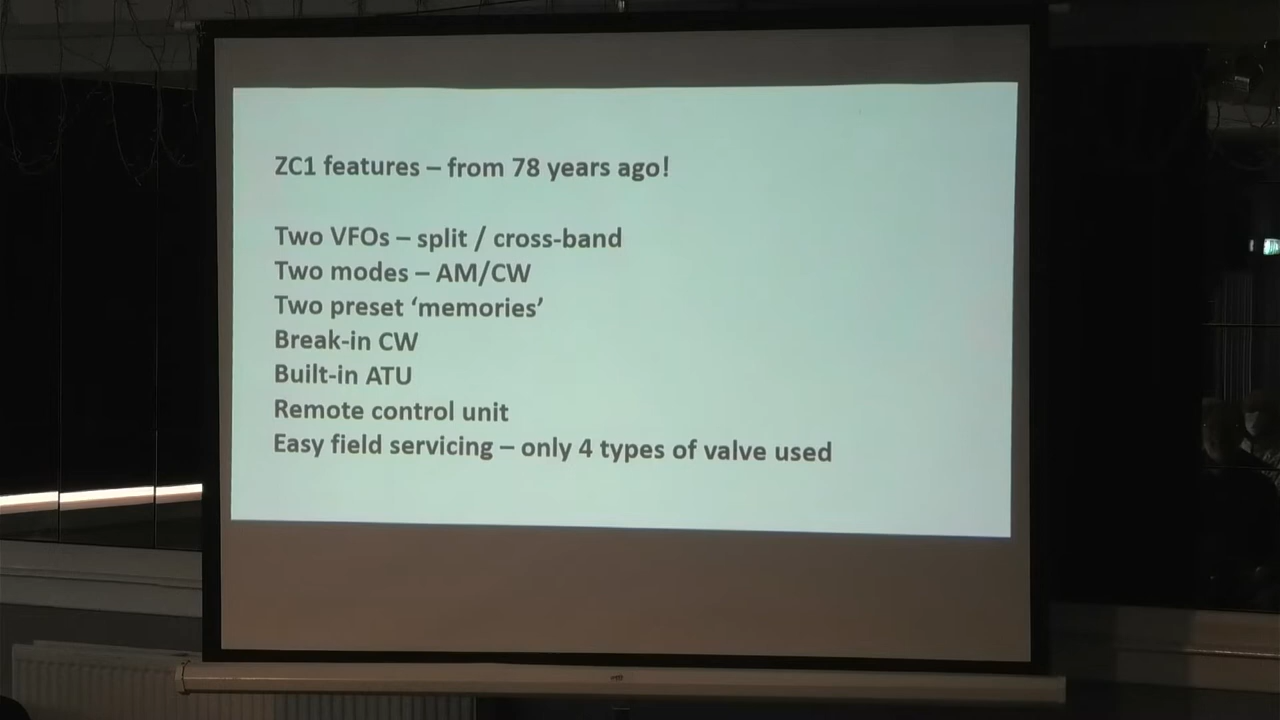 ZC1 features – from 78 years ago!
Two VFOs – split / cross-band
Two modes – AM/CW
Two preset ‘memories’
Break-in CW
Built-in ATU
Remote control unit
Easy field servicing – only 4 types of valve used